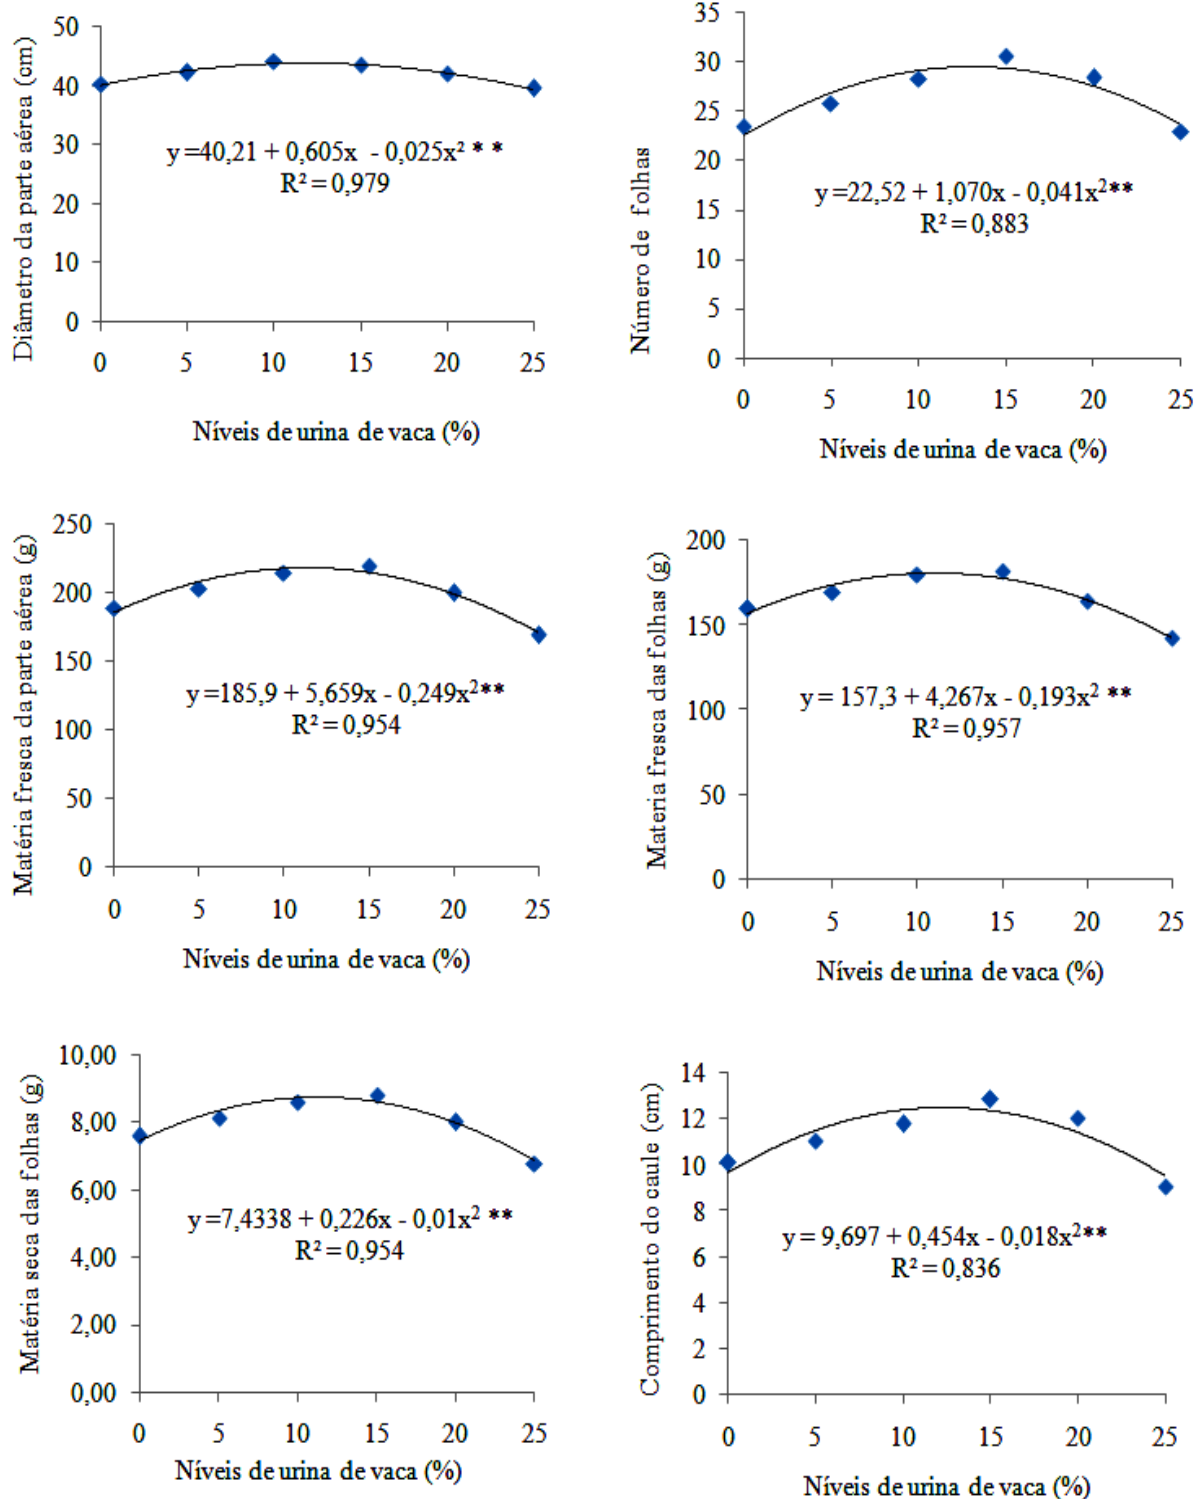 Diâmetro da parte aérea (cm)
50
40
30
20
10
0
y =40,21 + 0,605x - 0,025x² * *
R² = 0,979
0 5 10 15 20 25
Níveis de urina de vaca (%)
Número de folhas
35
30
25
20
15
10
5
0
y =22,52 + 1,070x - 0,041x²**
R² = 0,883
0 5 10 15 20 25
Níveis de urina de vaca (%)
Matéria fresca da parte aérea (g)
250
200
150
100
50
0
y =185,9 + 5,659x - 0,249x²**
R² = 0,954
0 5 10 15 20 25
Níveis de urina de vaca (%)
Materia fresca das folhas (g)
200
150
100
50
0
y = 157,3 + 4,267x - 0,193x² **
R² = 0,957
0 5 10 15 20 25
Níveis de urina de vaca (%)
Matéria seca das folhas (g)
10,00
8,00
6,00
4,00
2,00
0,00
y =7,4338 + 0,226x - 0,01x² **
R² = 0,954
0 5 10 15 20 25
Níveis de urina de vaca (%)
Comprimento do caule (cm)
14
12
10
8
6
4
2
0
y = 9,697 + 0,454x - 0,018x²**
R² = 0,836
0 5 10 15 20 25
Níveis de urina de vaca (%)